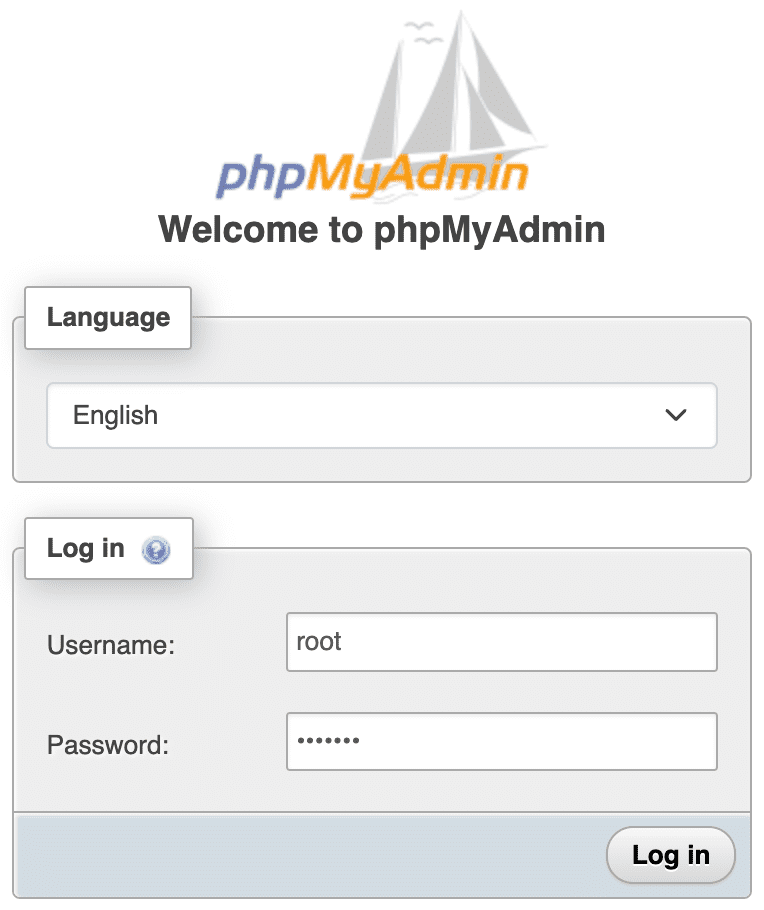 phpMyAdmin
Welcome to phpMyAdmin
Language
English
Log in
Username: root
Password: •••••••
Log in